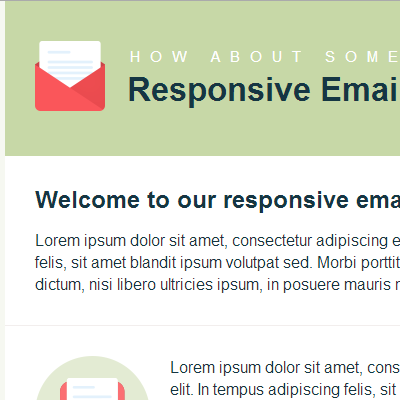 HOW ABOUT SOME
Responsive Emai
Welcome to our responsive ema
Lorem ipsum dolor sit amet, consectetur adipiscing e
felis, sit amet blandit ipsum volutpat sed. Morbi porttit
dictum, nisi libero ultricies ipsum, in posuere mauris
Lorem ipsum dolor sit amet, cons
elit. In tempus adipiscing felis, sit